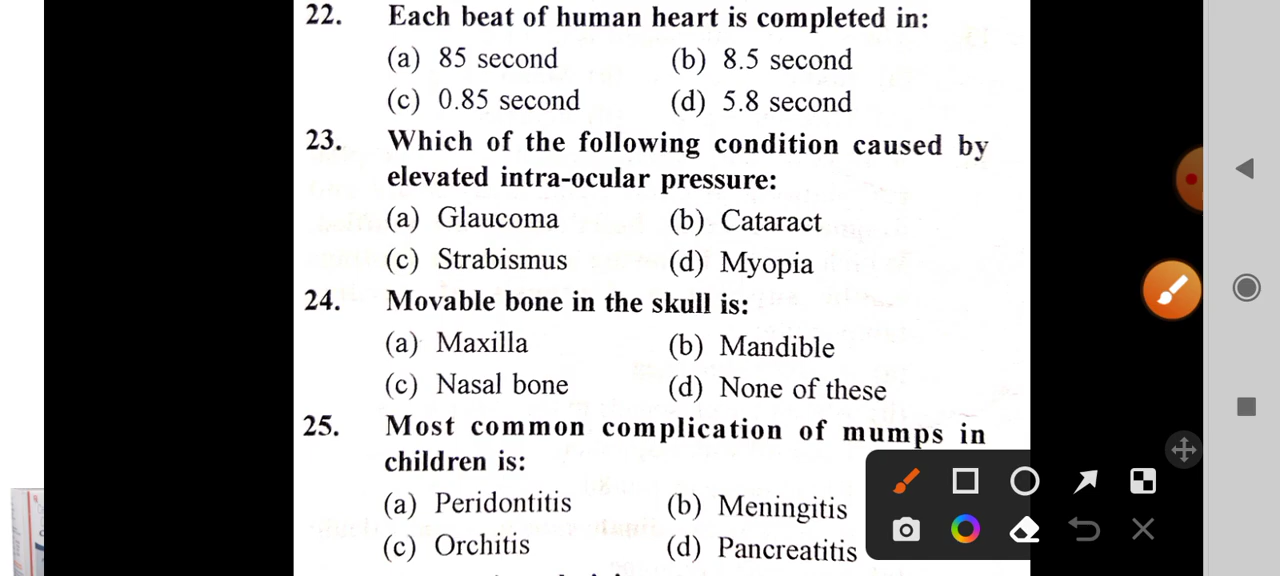 22. Each beat of human heart is completed in:
(a) 85 second (b) 8.5 second
(c) 0.85 second (d) 5.8 second
23. Which of the following condition caused by
elevated intra-ocular pressure:
(a) Glaucoma (b) Cataract
(c) Strabismus (d) Myopia
24. Movable bone in the skull is:
(a) Maxilla (b) Mandible
(c) Nasal bone (d) None of these
25. Most common complication of mumps in
children is:
(a) Peridontitis (b) Meningitis
(c) Orchitis (d) Pancreatitis